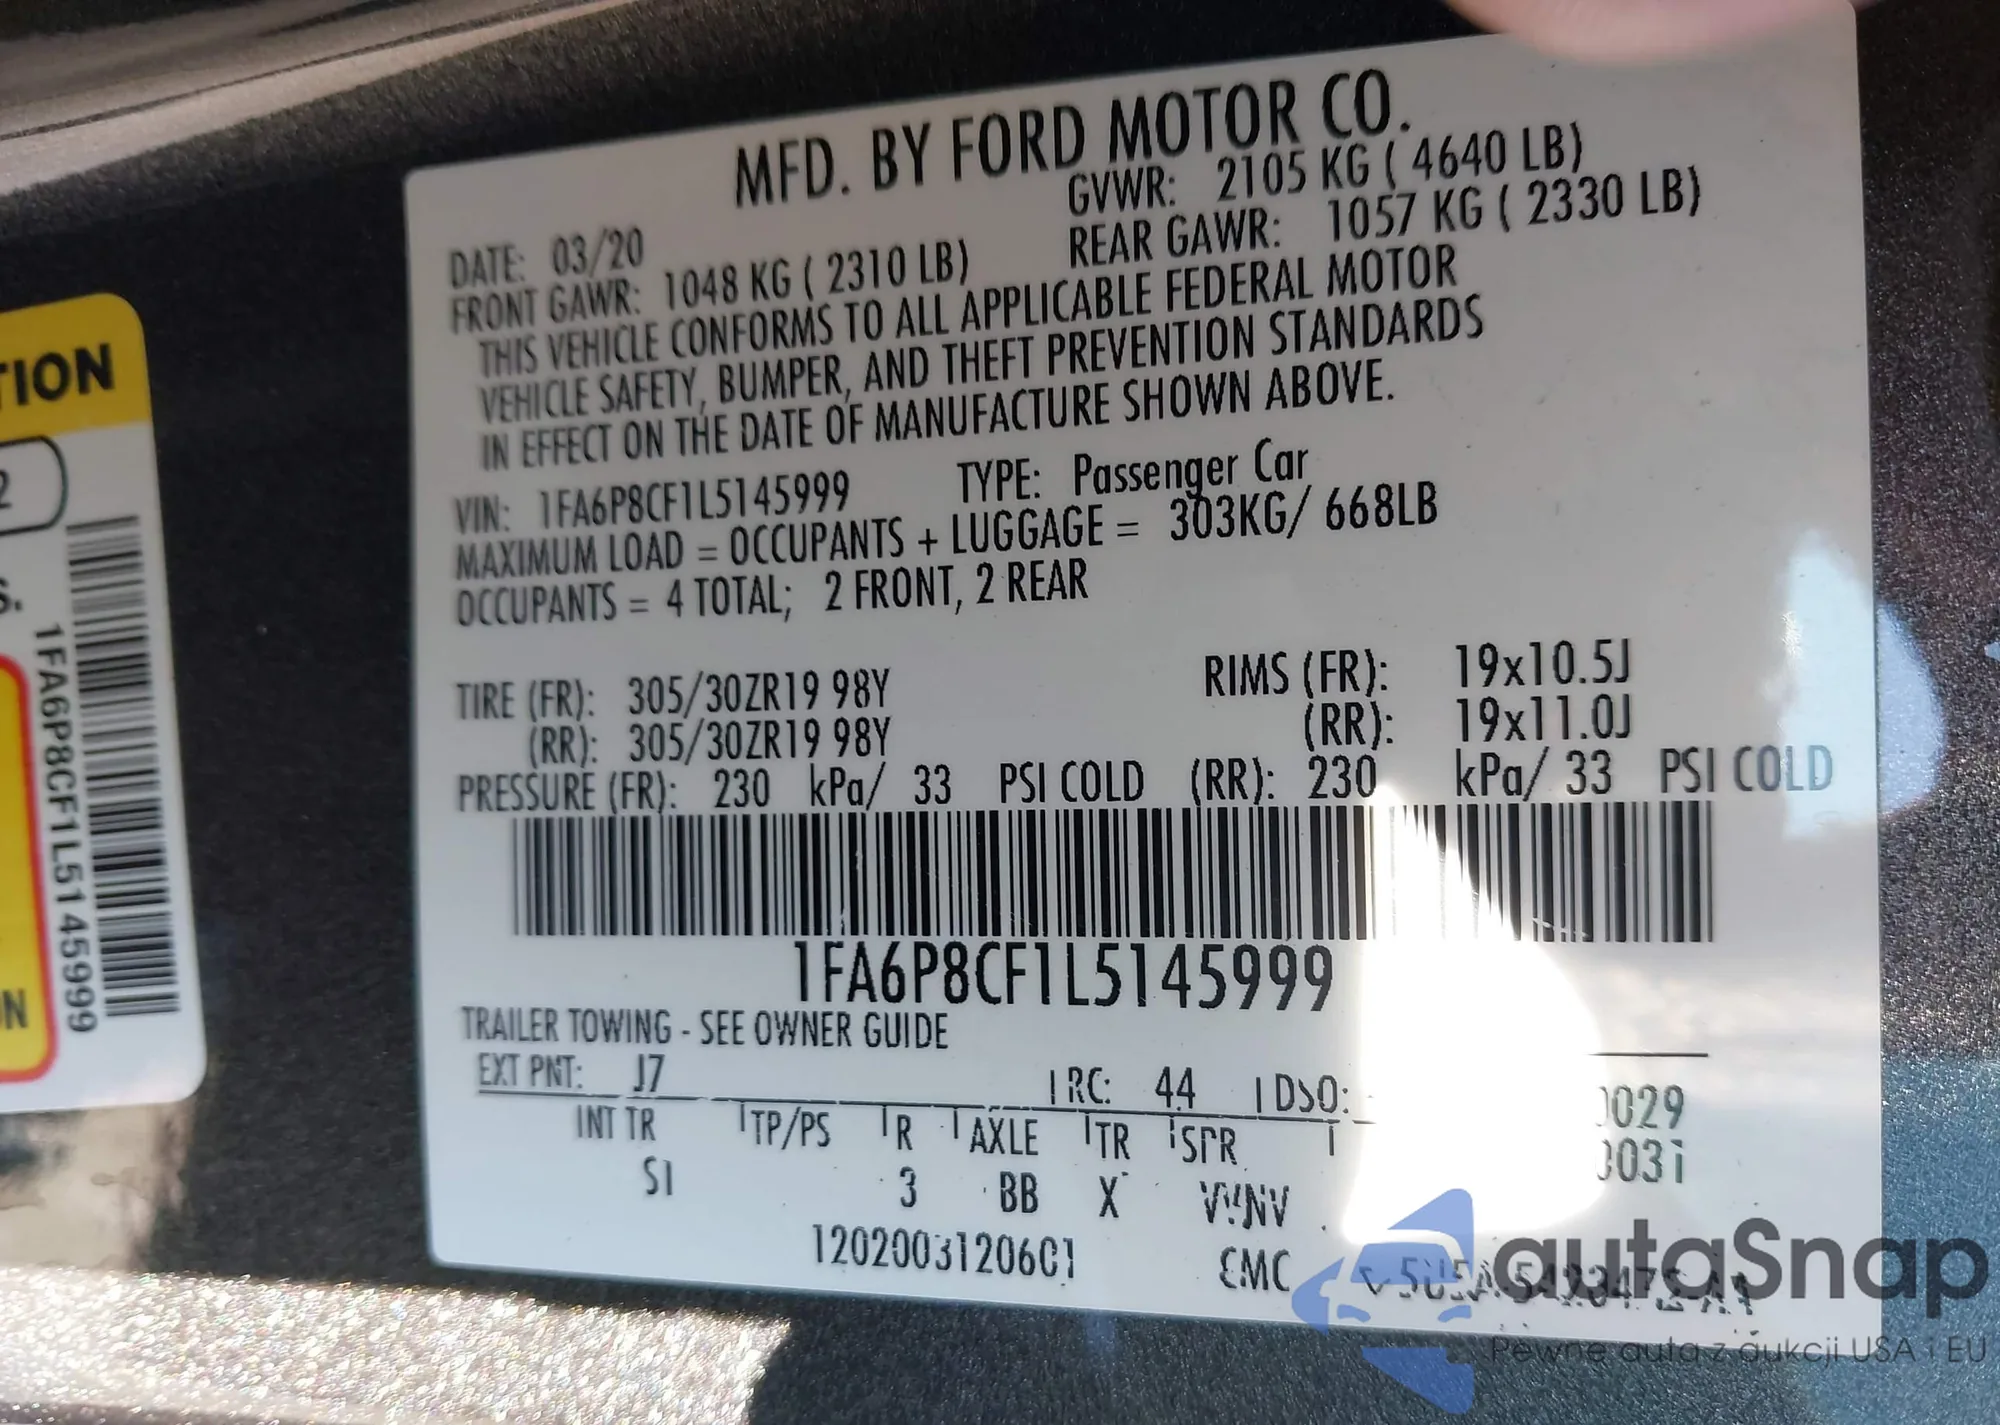 MFD. BY FORD MOTOR CO.
DATE: 03/20
GVWR: 2105 KG ( 4640 LB)
FRONT GAWR: 1048 KG ( 2310 LB)
REAR GAWR: 1057 KG ( 2330 LB)
THIS VEHICLE CONFORMS TO ALL APPLICABLE FEDERAL MOTOR
VEHICLE SAFETY, BUMPER, AND THEFT PREVENTION STANDARDS
IN EFFECT ON THE DATE OF MANUFACTURE SHOWN ABOVE.
VIN: 1FA6P8CF1L5145999 TYPE: Passenger Car
MAXIMUM LOAD = OCCUPANTS + LUGGAGE = 303KG/ 668LB
OCCUPANTS = 4 TOTAL; 2 FRONT, 2 REAR
TIRE (FR): 305/30ZR19 98Y RIMS (FR): 19x10.5J
(RR): 305/30ZR19 98Y (RR): 19x11.0J
PRESSURE (FR): 230 kPa/ 33 PSI COLD (RR): 230 kPa/ 33 PSI COLD
1FA6P8CF1L5145999
TRAILER TOWING - SEE OWNER GUIDE
EXT PNT: J7 RC: 44 DSO:
INT TR TP/PS R AXLE TR SPR
3 BB X
1FA6P8CF1L5145999
autaSnap
Pewne auta z aukcji USA i EU